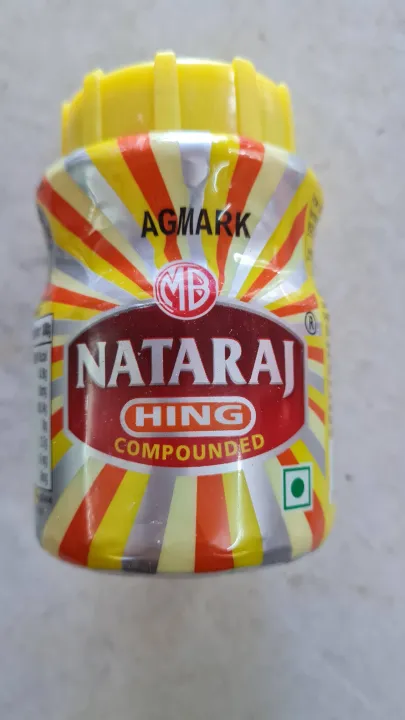 AGMARK
MB
®
NATARAJ
HING
COMPOUNDED